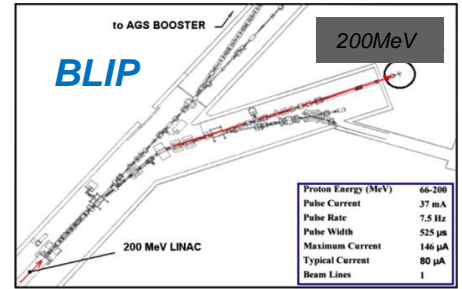 to AGS BOOSTER
200MeV
BLIP
200 MeV LINAC
Proton Energy (MeV) 66-200
Pulse Current 37 mA
Pulse Rate 7.5 Hz
Pulse Width 525 µs
Maximum Current 146 µA
Typical Current 80 µA
Beam Lines 1